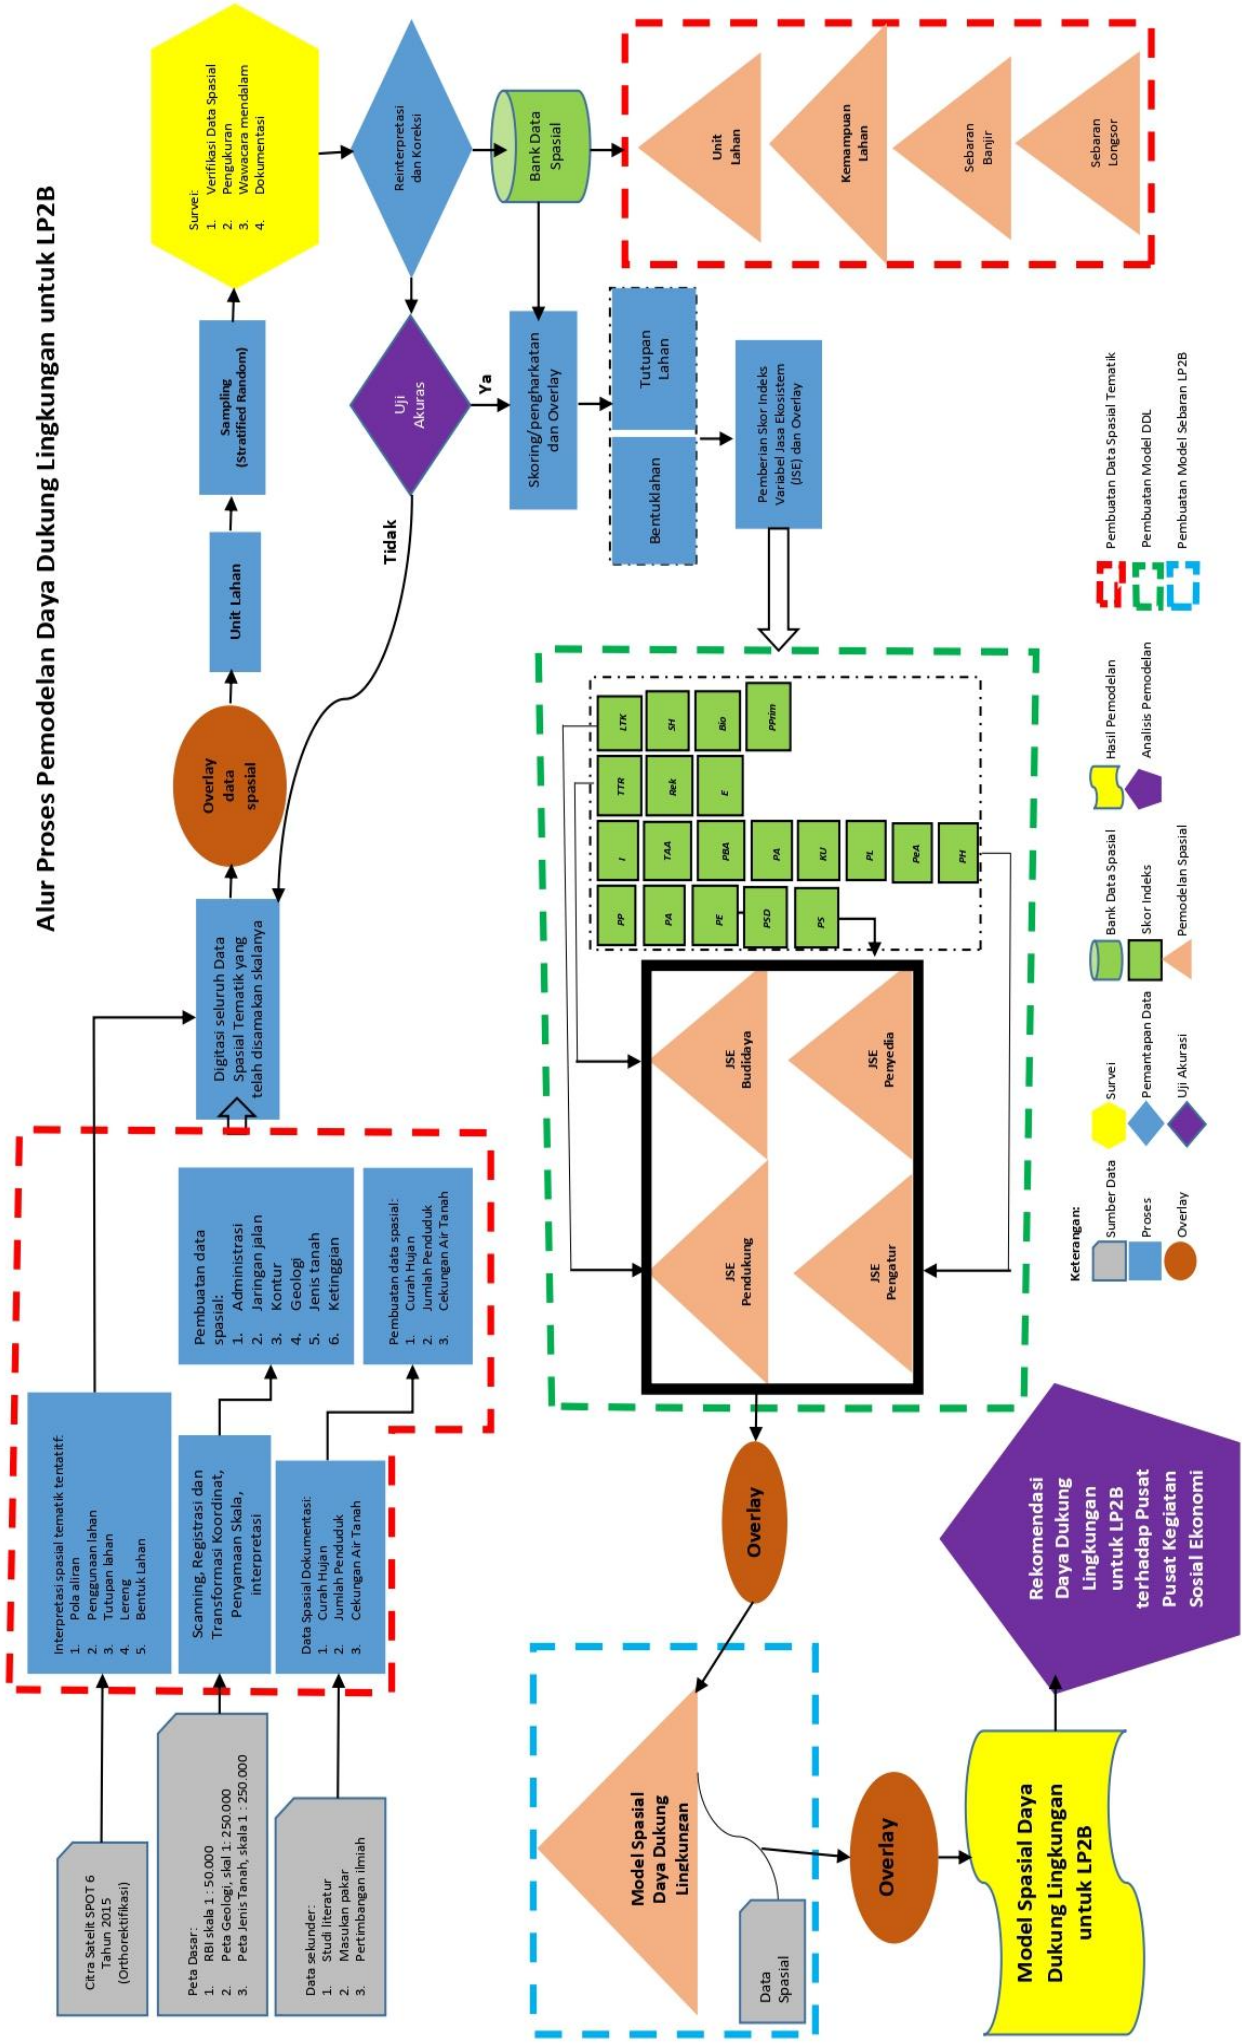 Alur Proses Pemodelan Daya Dukung Lingkungan untuk LP2B
Citra Satelit SPOT 6
Tahun 2015
(Orthorektifikasi)
Peta Dasar:
1. RBI skala 1 : 50.000
2. Peta Geologi, skal 1: 250.000
3. Peta Jenis Tanah, skala 1 : 250.000
Data sekunder:
1. Studi literatur
2. Masukan pakar
3. Pertimbangan ilmiah
Interpretasi spasial tematik tentatitf:
1. Pola aliran
2. Penggunaan lahan
3. Tutupan lahan
4. Lereng
5. Bentuk Lahan
Scanning, Registrasi dan
Transformasi Koordinat,
Penyamaan Skala,
interpretasi
Data Spasial Dokumentasi:
1. Curah Hujan
2. Jumlah Penduduk
3. Cekungan Air Tanah
Pembuatan data
spasial:
1. Administrasi
2. Jaringan jalan
3. Kontur
4. Geologi
5. Jenis tanah
6. Ketinggian
Pembuatan data spasial:
1. Curah Hujan
2. Jumlah Penduduk
3. Cekungan Air Tanah
Digitasi seluruh Data
Spasial Tematik yang
telah disamakan skalanya
Overlay
data
spasial
Unit Lahan
Sampling
(Stratified Random)
Survei:
1. Verifikasi Data Spasial
2. Pengukuran
3. Wawacara mendalam
4. Dokumentasi
Reinterpretasi
dan Koreksi
Uji
Akuras
Tidak
Ya
Bank Data
Spasial
Skoring/pengharkatan
dan Overlay
Bentuklahan
Tutupan
Lahan
Pemberian Skor Indeks
Variabel Jasa Ekosistem
(JSE) dan Overlay
Unit
Lahan
Kemampuan
Lahan
Sebaran
Banjir
Sebaran
Longsor
PP
I
TTR
LTK
PA
TAA
Rek
SH
PE
PBA
E
Bio
PSD
PA
PPrim
PS
KU
PL
PeA
PH
JSE
Pendukung
JSE
Budidaya
JSE
Pengatur
JSE
Penyedia
Overlay
Model Spasial
Daya Dukung
Lingkungan
Data
Spasial
Overlay
Model Spasial Daya
Dukung Lingkungan
untuk LP2B
Rekomendasi
Daya Dukung
Lingkungan
untuk LP2B
terhadap Pusat
Pusat Kegiatan
Sosial Ekonomi
Keterangan:
Sumber Data
Proses
Overlay
Survei
Pemantapan Data
Uji Akurasi
Bank Data Spasial
Skor Indeks
Pemodelan Spasial
Hasil Pemodelan
Analisis Pemodelan
Pembuatan Data Spasial Tematik
Pembuatan Model DDL
Pembuatan Model Sebaran LP2B